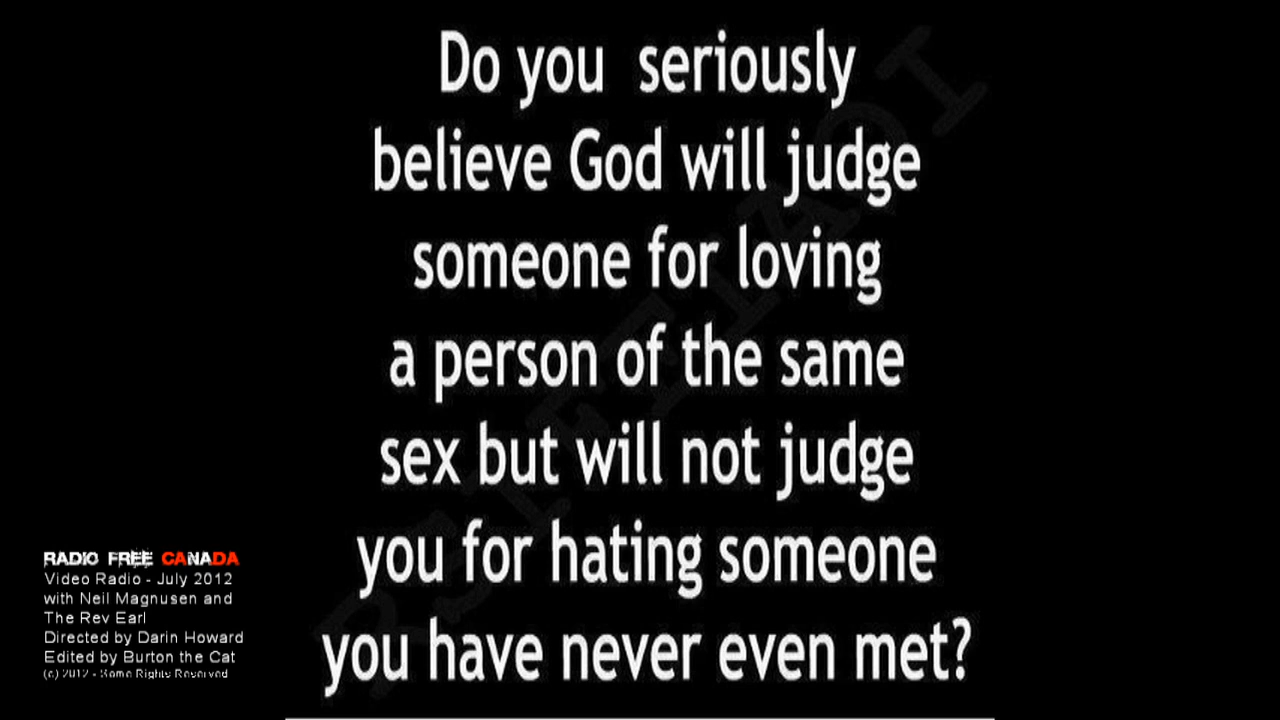 Do you seriously
believe God will judge
someone for loving
a person of the same
sex but will not judge
you for hating someone
you have never even met?
RADIO FREE CANADA
Video Radio - July 2012
with Neil Magnusen and
The Rev Earl
Directed by Darin Howard
Edited by Burton the Cat
(c) 2012 - Some Rights Reserved